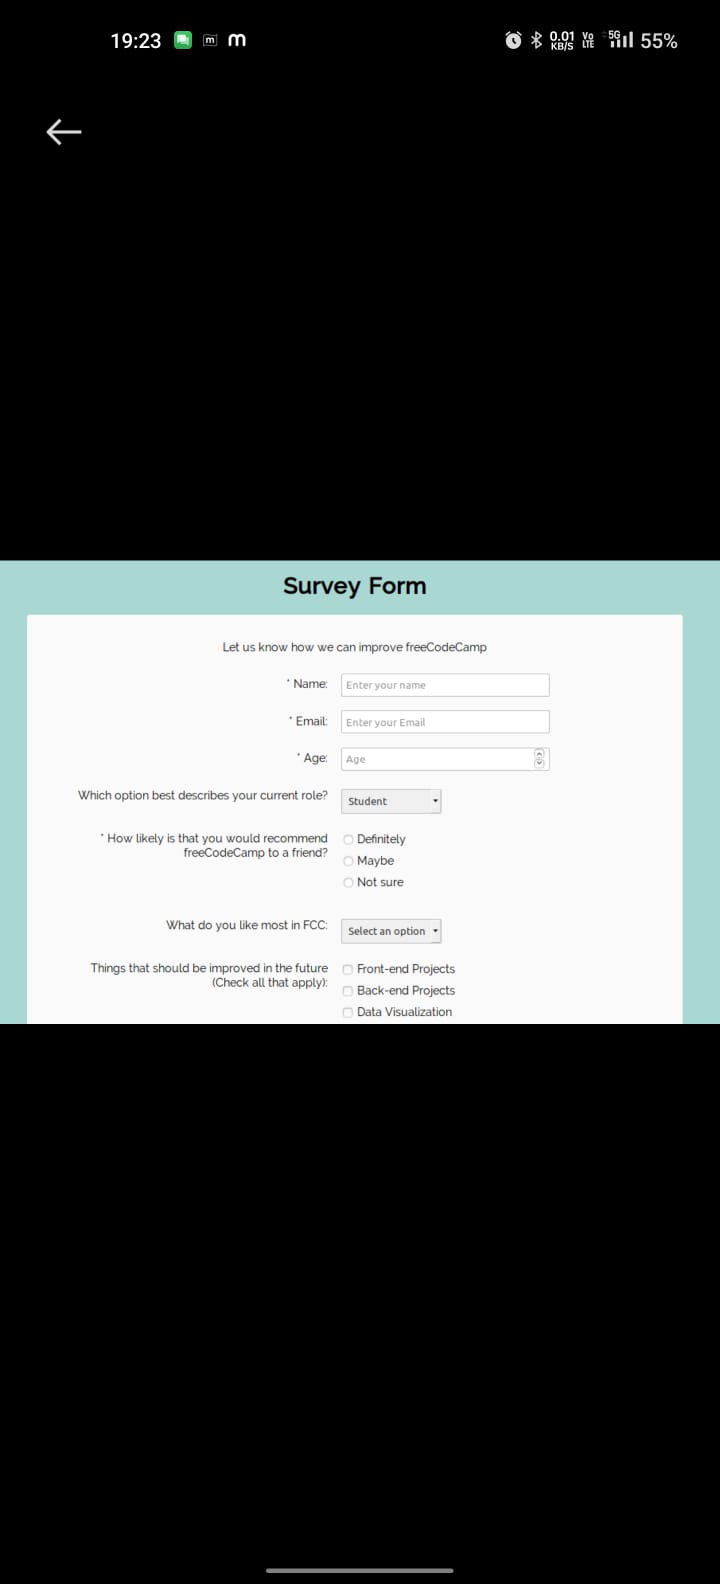 19:23 m m 0.01 KB/S Vo LTE 5G 55%
Survey Form
Let us know how we can improve freeCodeCamp
* Name: Enter your name
* Email: Enter your Email
* Age: Age
Which option best describes your current role? Student
* How likely is that you would recommend
freeCodeCamp to a friend?
Definitely
Maybe
Not sure
What do you like most in FCC: Select an option
Things that should be improved in the future
(Check all that apply):
Front-end Projects
Back-end Projects
Data Visualization